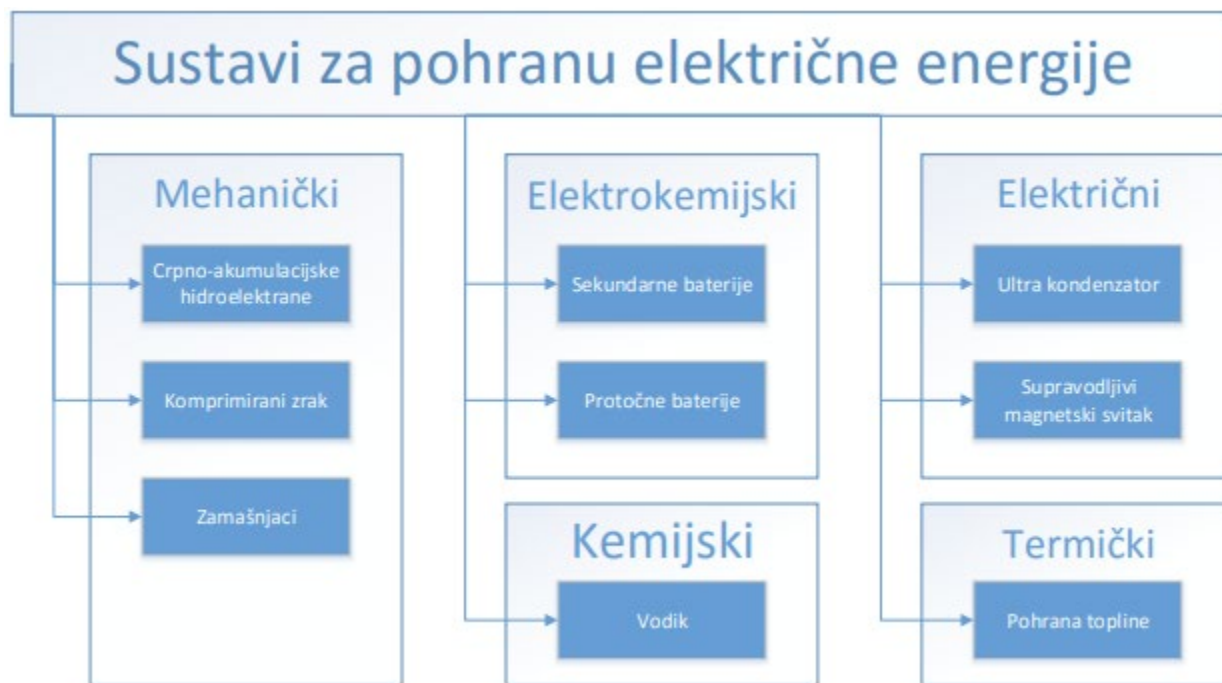 Sustavi za pohranu električne energije
Mehanički
Crpno-akumulacijske
hidroelektrane
Komprimirani zrak
Zamašnjaci
Elektrokemijski
Sekundarne baterije
Protočne baterije
Kemijski
Vodik
Električni
Ultra kondenzator
Supravodljivi
magnetski svitak
Termički
Pohrana topline